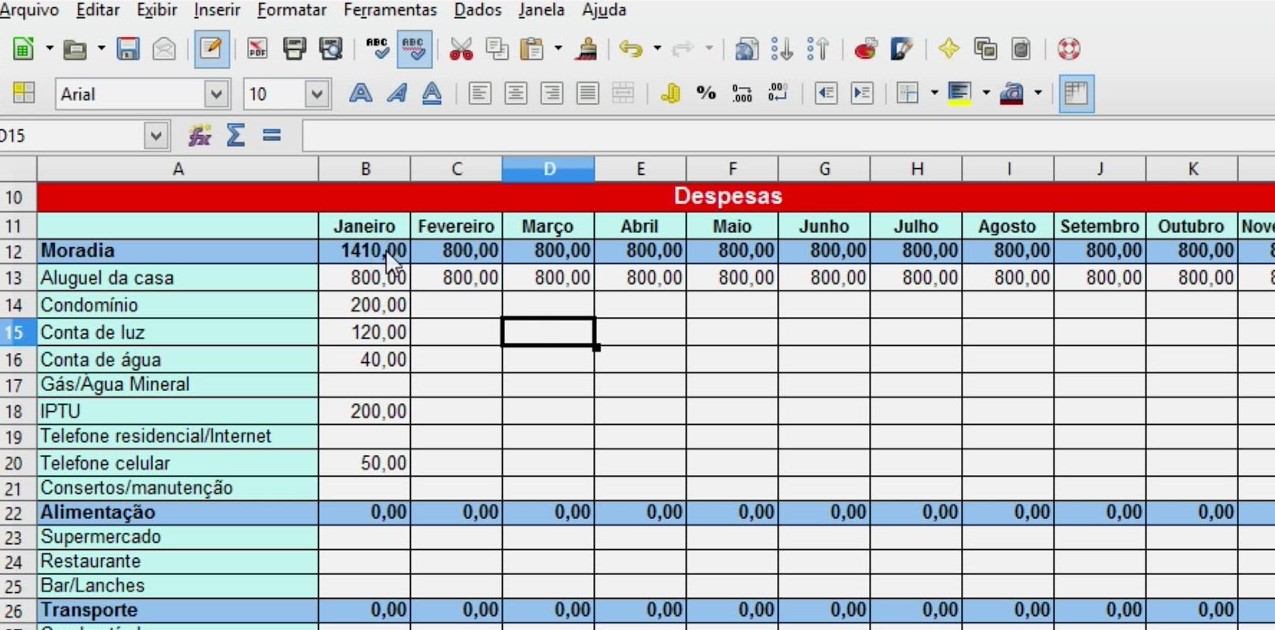 Arquivo Editar Exibir Inserir Formatar Ferramentas Dados Janela Ajuda
PDF ABC ABC
Arial 10 % .000 .00
D15
A B C D E F G H I J K
10 Despesas
11 Janeiro Fevereiro Março Abril Maio Junho Julho Agosto Setembro Outubro Nove
12 Moradia 1410,00 800,00 800,00 800,00 800,00 800,00 800,00 800,00 800,00 800,00 8
13 Aluguel da casa 800,00 800,00 800,00 800,00 800,00 800,00 800,00 800,00 800,00 800,00 8
14 Condomínio 200,00
15 Conta de luz 120,00
16 Conta de água 40,00
17 Gás/Água Mineral
18 IPTU 200,00
19 Telefone residencial/Internet
20 Telefone celular 50,00
21 Consertos/manutenção
22 Alimentação 0,00 0,00 0,00 0,00 0,00 0,00 0,00 0,00 0,00 0,00
23 Supermercado
24 Restaurante
25 Bar/Lanches
26 Transporte 0,00 0,00 0,00 0,00 0,00 0,00 0,00 0,00 0,00 0,00